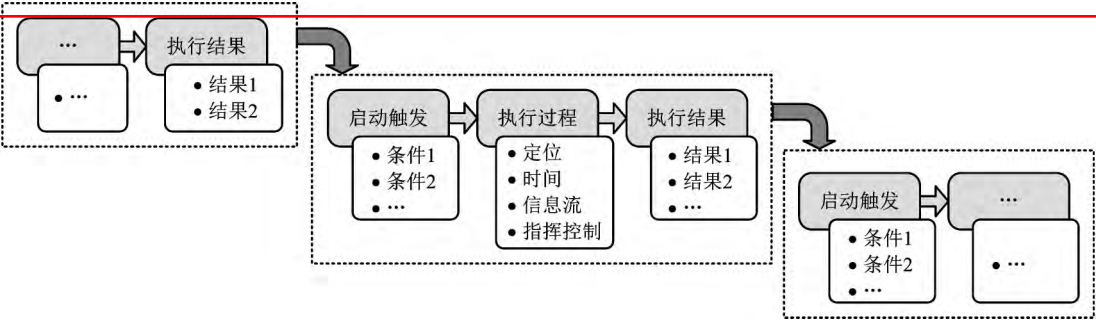 …
执行结果
• …
• 结果1
• 结果2
启动触发
执行过程
执行结果
• 条件1
• 条件2
• …
• 定位
• 时间
• 信息流
• 指挥控制
• 结果1
• 结果2
• …
启动触发
…
• 条件1
• 条件2
• …
• …